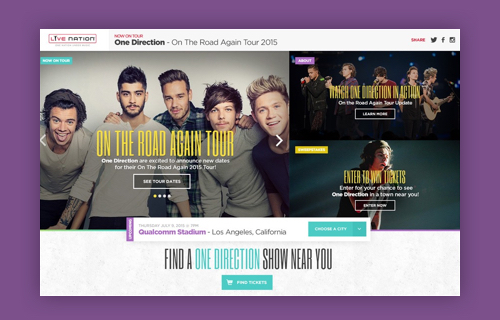 LIVE NATION
NOW ON TOUR
One Direction - On The Road Again Tour 2015
SHARE
NOW ON TOUR
ON THE ROAD AGAIN TOUR
One Direction are excited to announce new dates
for their On The Road Again 2015 Tour!
SEE TOUR DATES
ABOUT
WATCH ONE DIRECTION IN ACTION
On the Road Again Tour Update
LEARN MORE
SWEEPSTAKES
ENTER TO WIN TICKETS
Enter for your chance to see
One Direction in a town near you!
ENTER NOW
UPCOMING
THURSDAY JULY 9, 2015 @ 7PM
Qualcomm Stadium - Los Angeles, California
CHOOSE A CITY
FIND A ONE DIRECTION SHOW NEAR YOU
FIND TICKETS